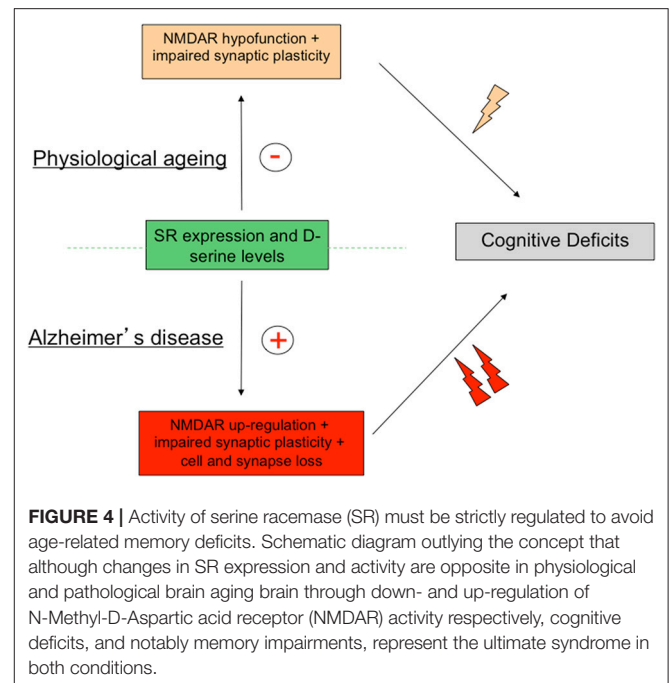 NMDAR hypofunction +
impaired synaptic plasticity
Physiological ageing
-
SR expression and D-
serine levels
Cognitive Deficits
Alzheimer's disease
+
NMDAR up-regulation +
impaired synaptic plasticity +
cell and synapse loss
FIGURE 4 | Activity of serine racemase (SR) must be strictly regulated to avoid
age-related memory deficits. Schematic diagram outlying the concept that
although changes in SR expression and activity are opposite in physiological
and pathological brain aging brain through down- and up-regulation of
N-Methyl-D-Aspartic acid receptor (NMDAR) activity respectively, cognitive
deficits, and notably memory impairments, represent the ultimate syndrome in
both conditions.